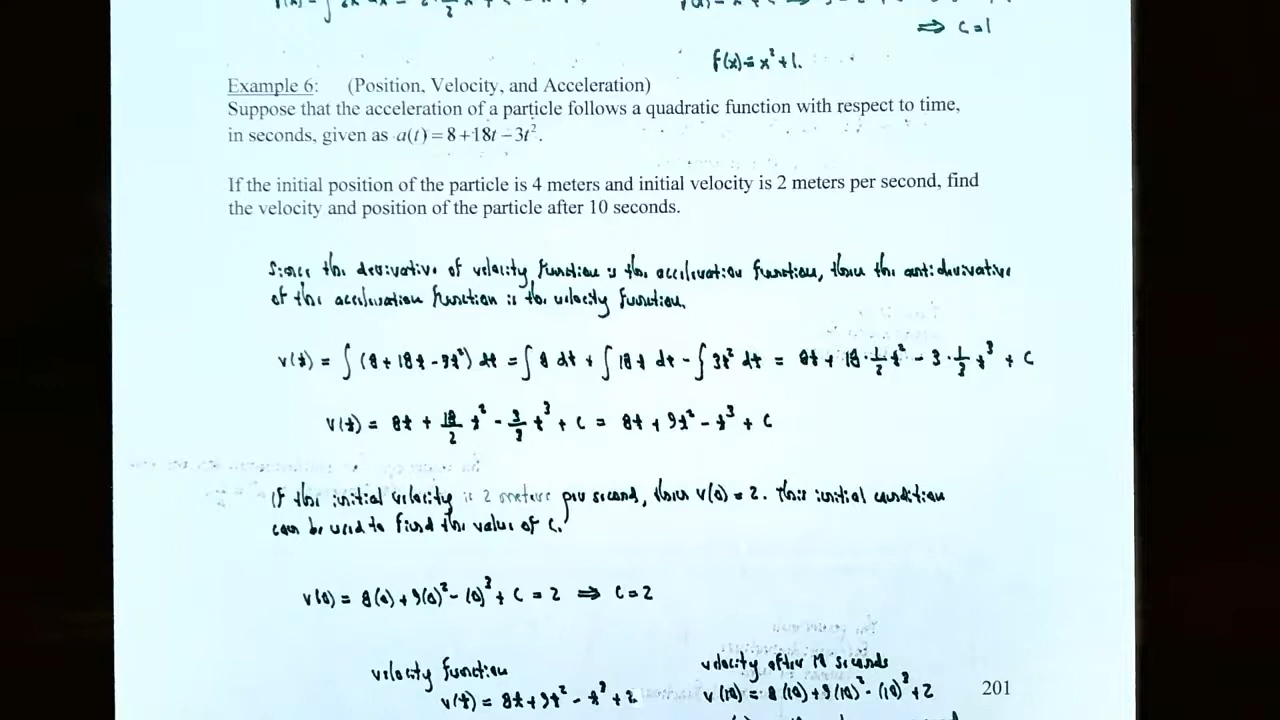 ⇒ C=1
f(x)=x²+1.
Example 6: (Position, Velocity, and Acceleration)
Suppose that the acceleration of a particle follows a quadratic function with respect to time,
in seconds, given as a(t) = 8+18t−3t².
If the initial position of the particle is 4 meters and initial velocity is 2 meters per second, find
the velocity and position of the particle after 10 seconds.
Since the derivative of velocity function is the acceleration function, then the antiderivative
of the acceleration function is the velocity function.
v(t) = ∫(8+18t−3t²) dt = ∫8 dt + ∫18t dt − ∫3t² dt = 8t + 18·1/2 t² − 3·1/3 t³ + C
v(t) = 8t + 18/2 t² − 3/3 t³ + C = 8t + 9t² − t³ + C
If the initial velocity is 2 meters per second, then v(0) = 2. This initial condition
can be used to find the value of C.
v(0) = 8(0) + 9(0)² − (0)³ + C = 2 ⇒ C = 2
velocity function
v(t) = 8t + 9t² − t³ + 2
velocity after 10 seconds
v(10) = 8(10) + 9(10)² − (10)³ + 2
201